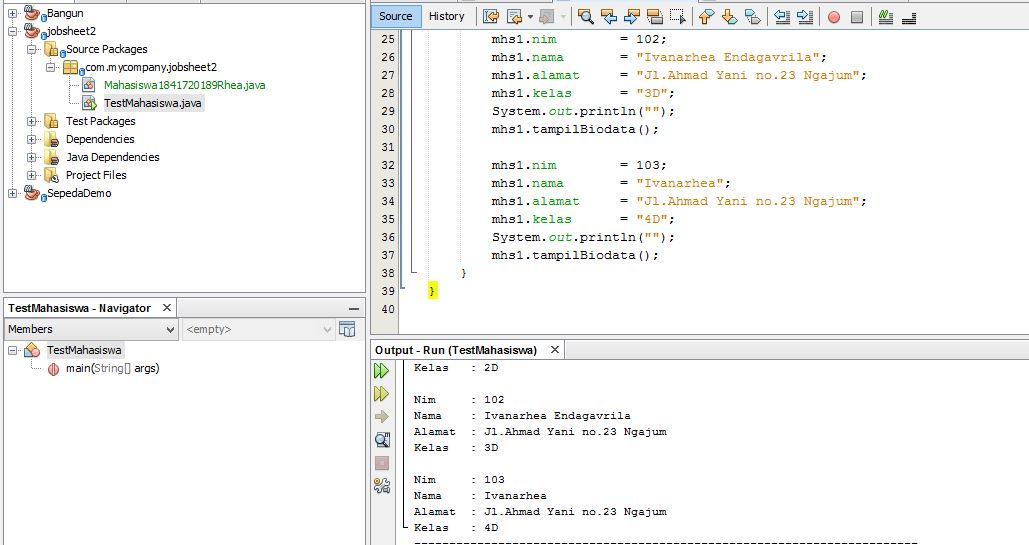 Bangun
jobsheet2
Source Packages
com.mycompany.jobsheet2
Mahasiswa1841720189Rhea.java
TestMahasiswa.java
Test Packages
Dependencies
Java Dependencies
Project Files
SepedaDemo
TestMahasiswa - Navigator
Members
<empty>
TestMahasiswa
main(String[] args)
Source History
25 mhs1.nim = 102;
26 mhs1.nama = "Ivanarhea Endagavrila";
27 mhs1.alamat = "Jl.Ahmad Yani no.23 Ngajum";
28 mhs1.kelas = "3D";
29 System.out.println("");
30 mhs1.tampilBiodata();
31
32 mhs1.nim = 103;
33 mhs1.nama = "Ivanarhea";
34 mhs1.alamat = "Jl.Ahmad Yani no.23 Ngajum";
35 mhs1.kelas = "4D";
36 System.out.println("");
37 mhs1.tampilBiodata();
38 }
39 }
40
Output - Run (TestMahasiswa)
Kelas : 2D
Nim : 102
Nama : Ivanarhea Endagavrila
Alamat : Jl.Ahmad Yani no.23 Ngajum
Kelas : 3D
Nim : 103
Nama : Ivanarhea
Alamat : Jl.Ahmad Yani no.23 Ngajum
Kelas : 4D